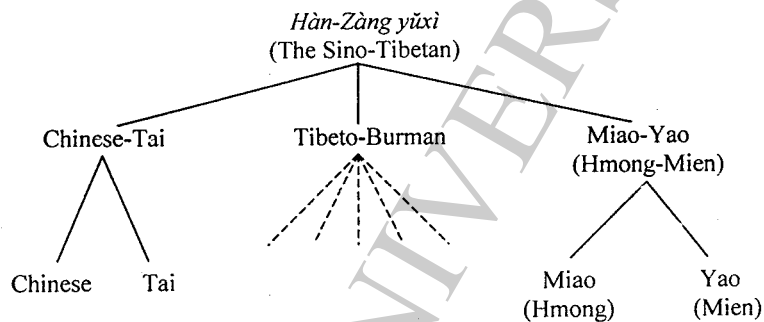 Hàn-Zàng yŭxì
(The Sino-Tibetan)
Chinese-Tai Tibeto-Burman Miao-Yao
(Hmong-Mien)
Chinese Tai Miao Yao
(Hmong) (Mien)